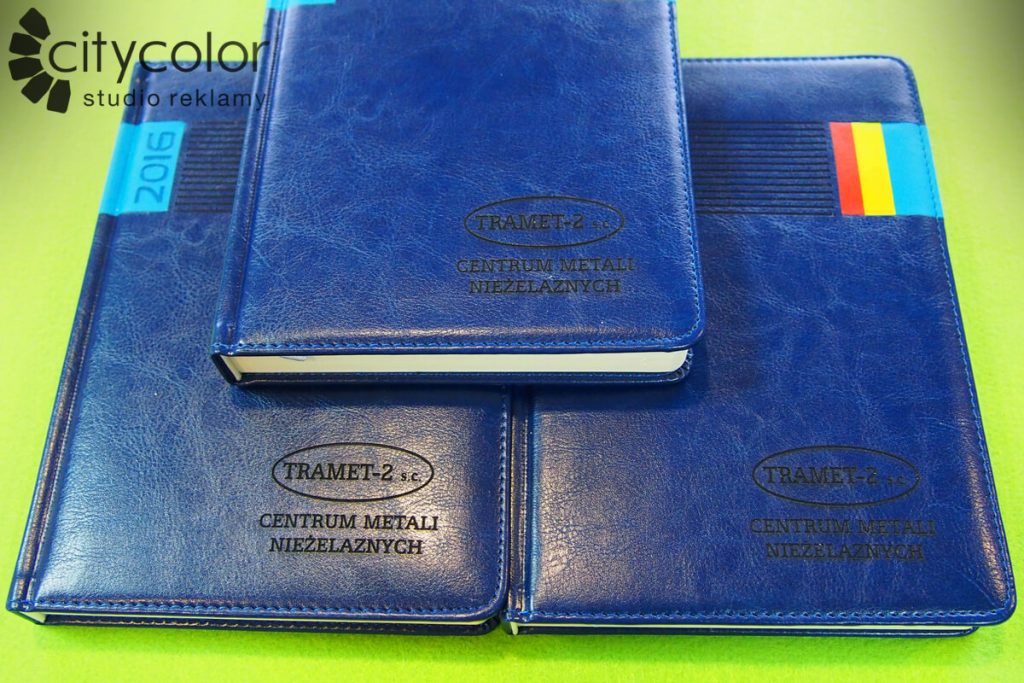 citycolor
studio reklamy
2016
TRAMET-2 s.c.
CENTRUM METALI
NIEŻELAZNYCH
TRAMET-2 s.c.
CENTRUM METALI
NIEŻELAZNYCH
TRAMET-2 s.c.
CENTRUM METALI
NIEŻELAZNYCH